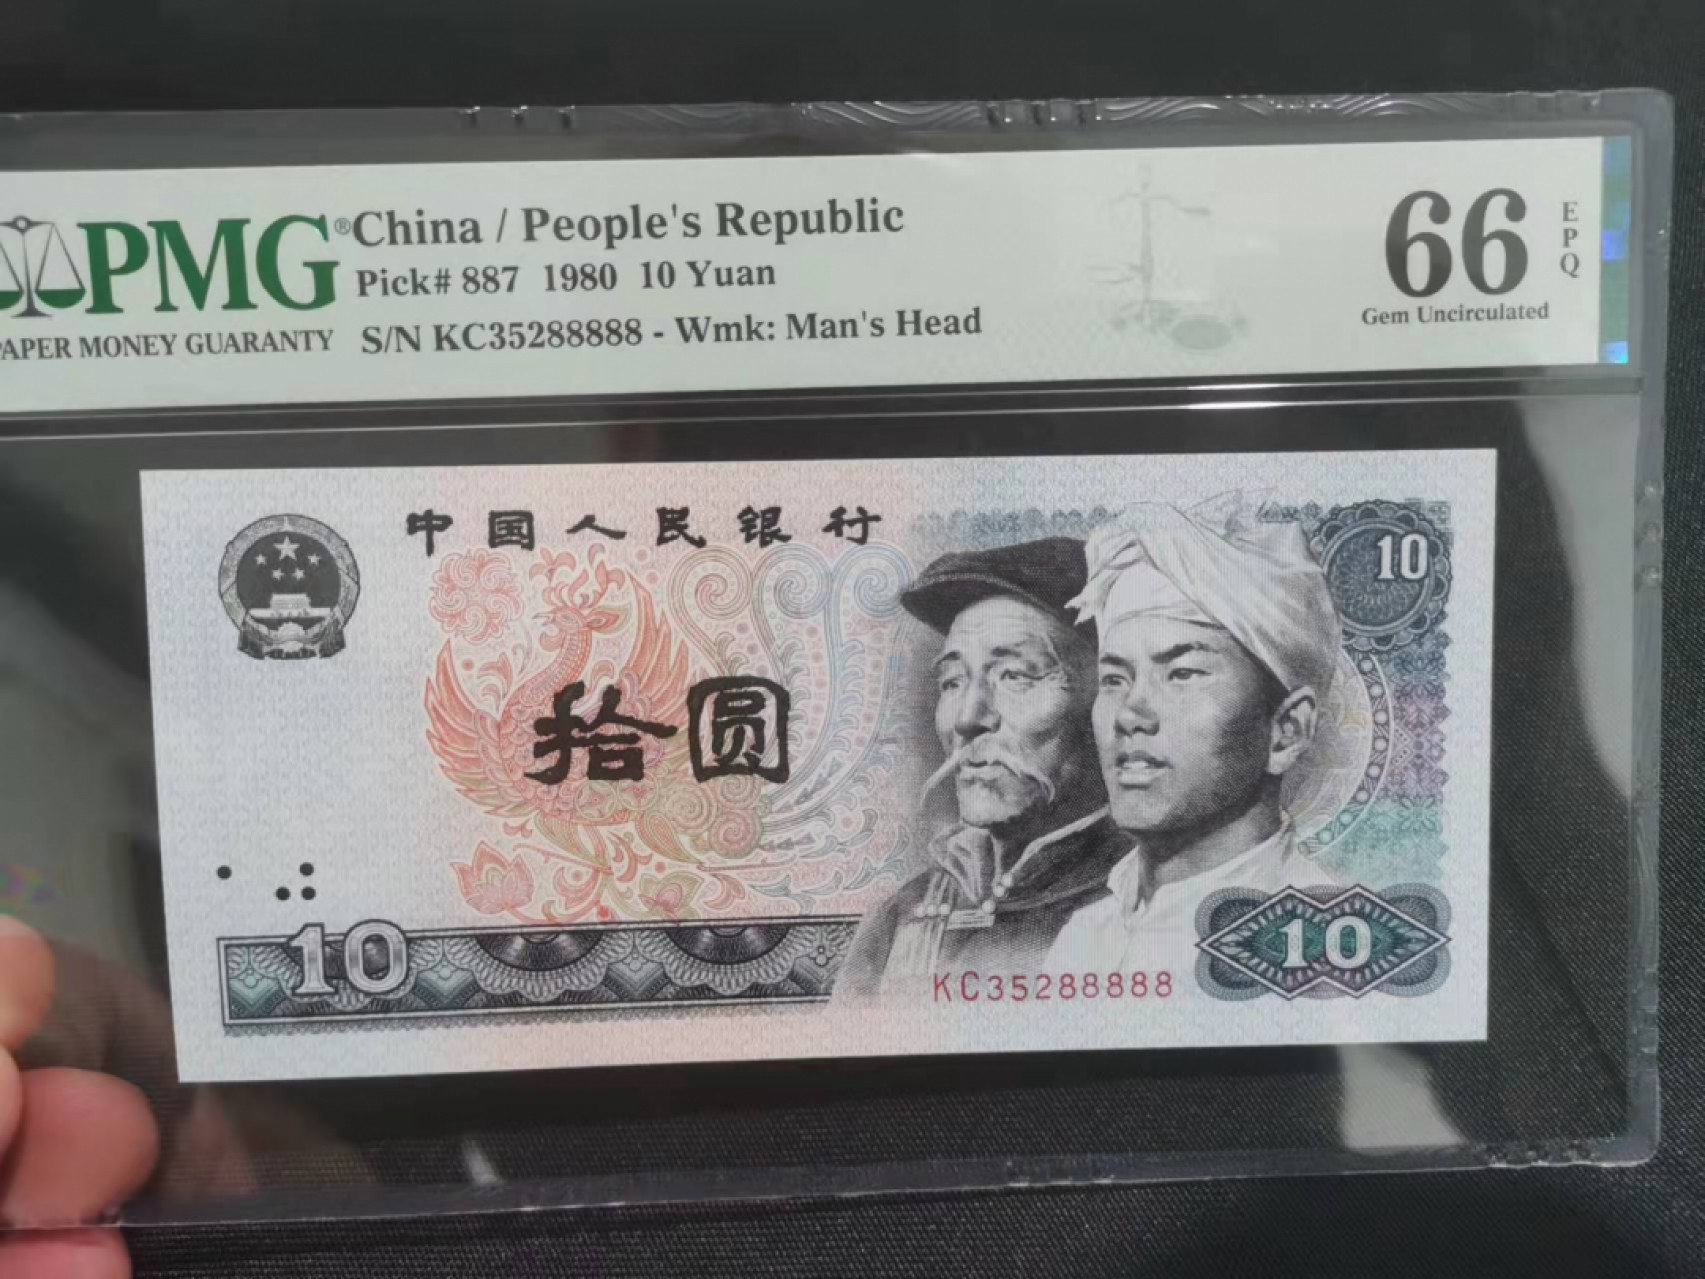 PMG® China / People's Republic
Pick# 887 1980 10 Yuan
PAPER MONEY GUARANTY S/N KC35288888 - Wmk: Man's Head
66 EPQ
Gem Uncirculated
中国人民银行
10
拾圆
10
10
KC35288888